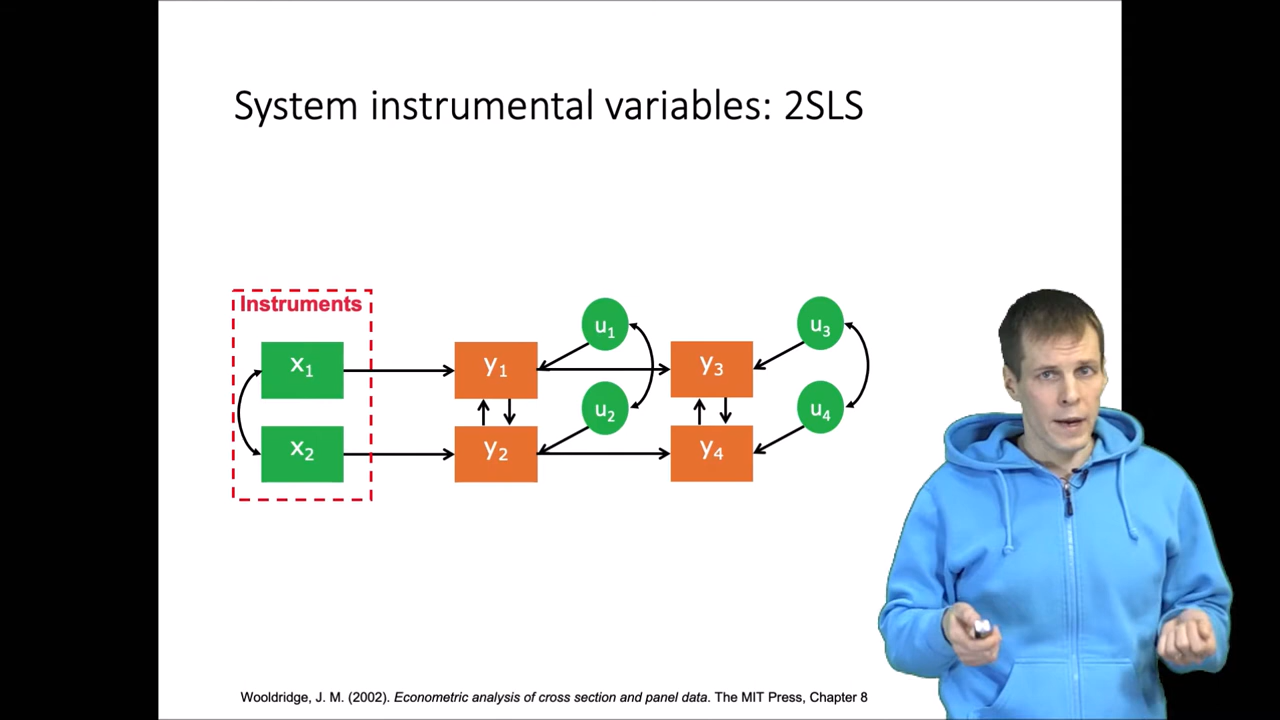 System instrumental variables: 2SLS
Instruments
x1
y1
u1
y3
u3
x2
y2
u2
y4
u4
Wooldridge, J. M. (2002). Econometric analysis of cross section and panel data. The MIT Press, Chapter 8